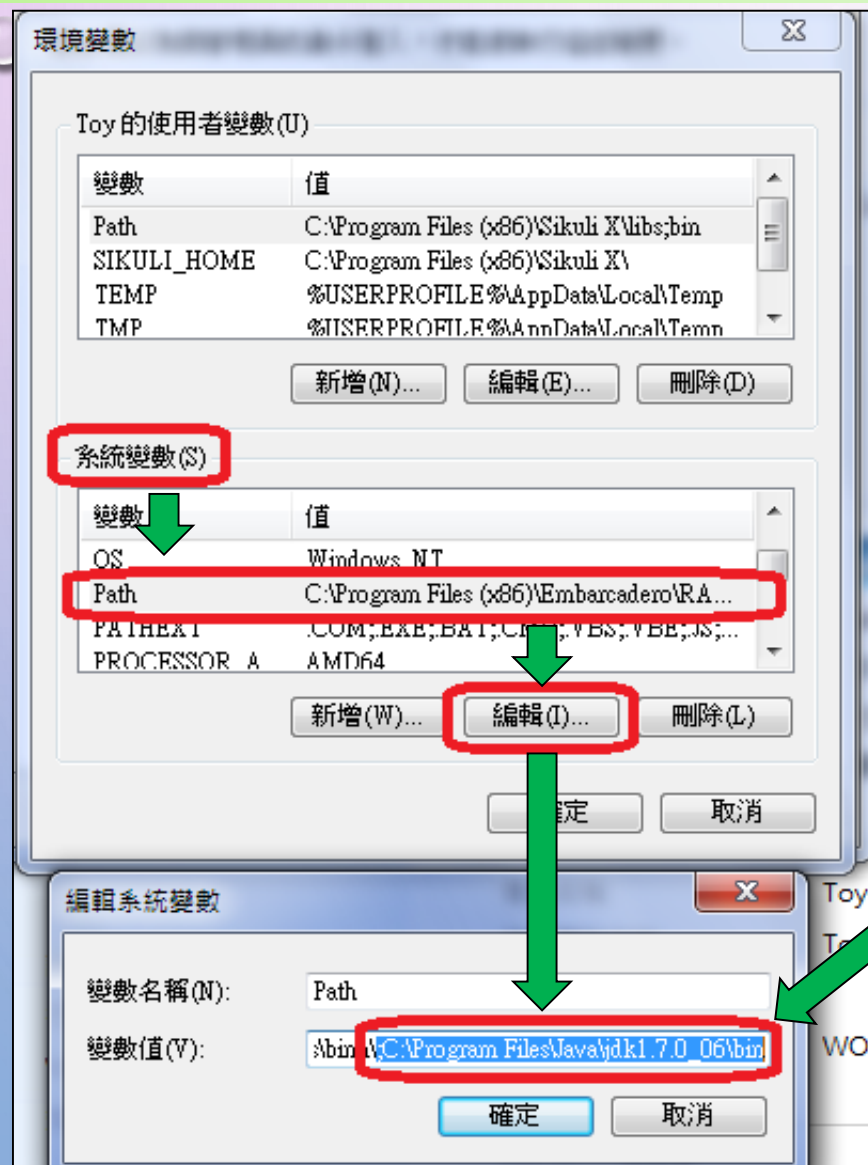 環境變數
Toy 的使用者變數(U)
變數 值
Path C:\Program Files (x86)\Sikuli X\libs;bin
SIKULI_HOME C:\Program Files (x86)\Sikuli X\
TEMP %USERPROFILE%\AppData\Local\Temp
TMP %USERPROFILE%\AppData\Local\Temp
新增(N)... 編輯(E)... 刪除(D)
系統變數(S)
變數 值
OS Windows_NT
Path C:\Program Files (x86)\Embarcadero\RA...
PATHEXT .COM;.EXE;.BAT;.CMD;.VBS;.VBE;.JS;...
PROCESSOR_A AMD64
新增(W)... 編輯(I)... 刪除(L)
確定 取消
編輯系統變數
Toy
變數名稱(N): Path
變數值(V): ;C:\Program Files\Java\jdk1.7.0_06\bin
WO
確定 取消